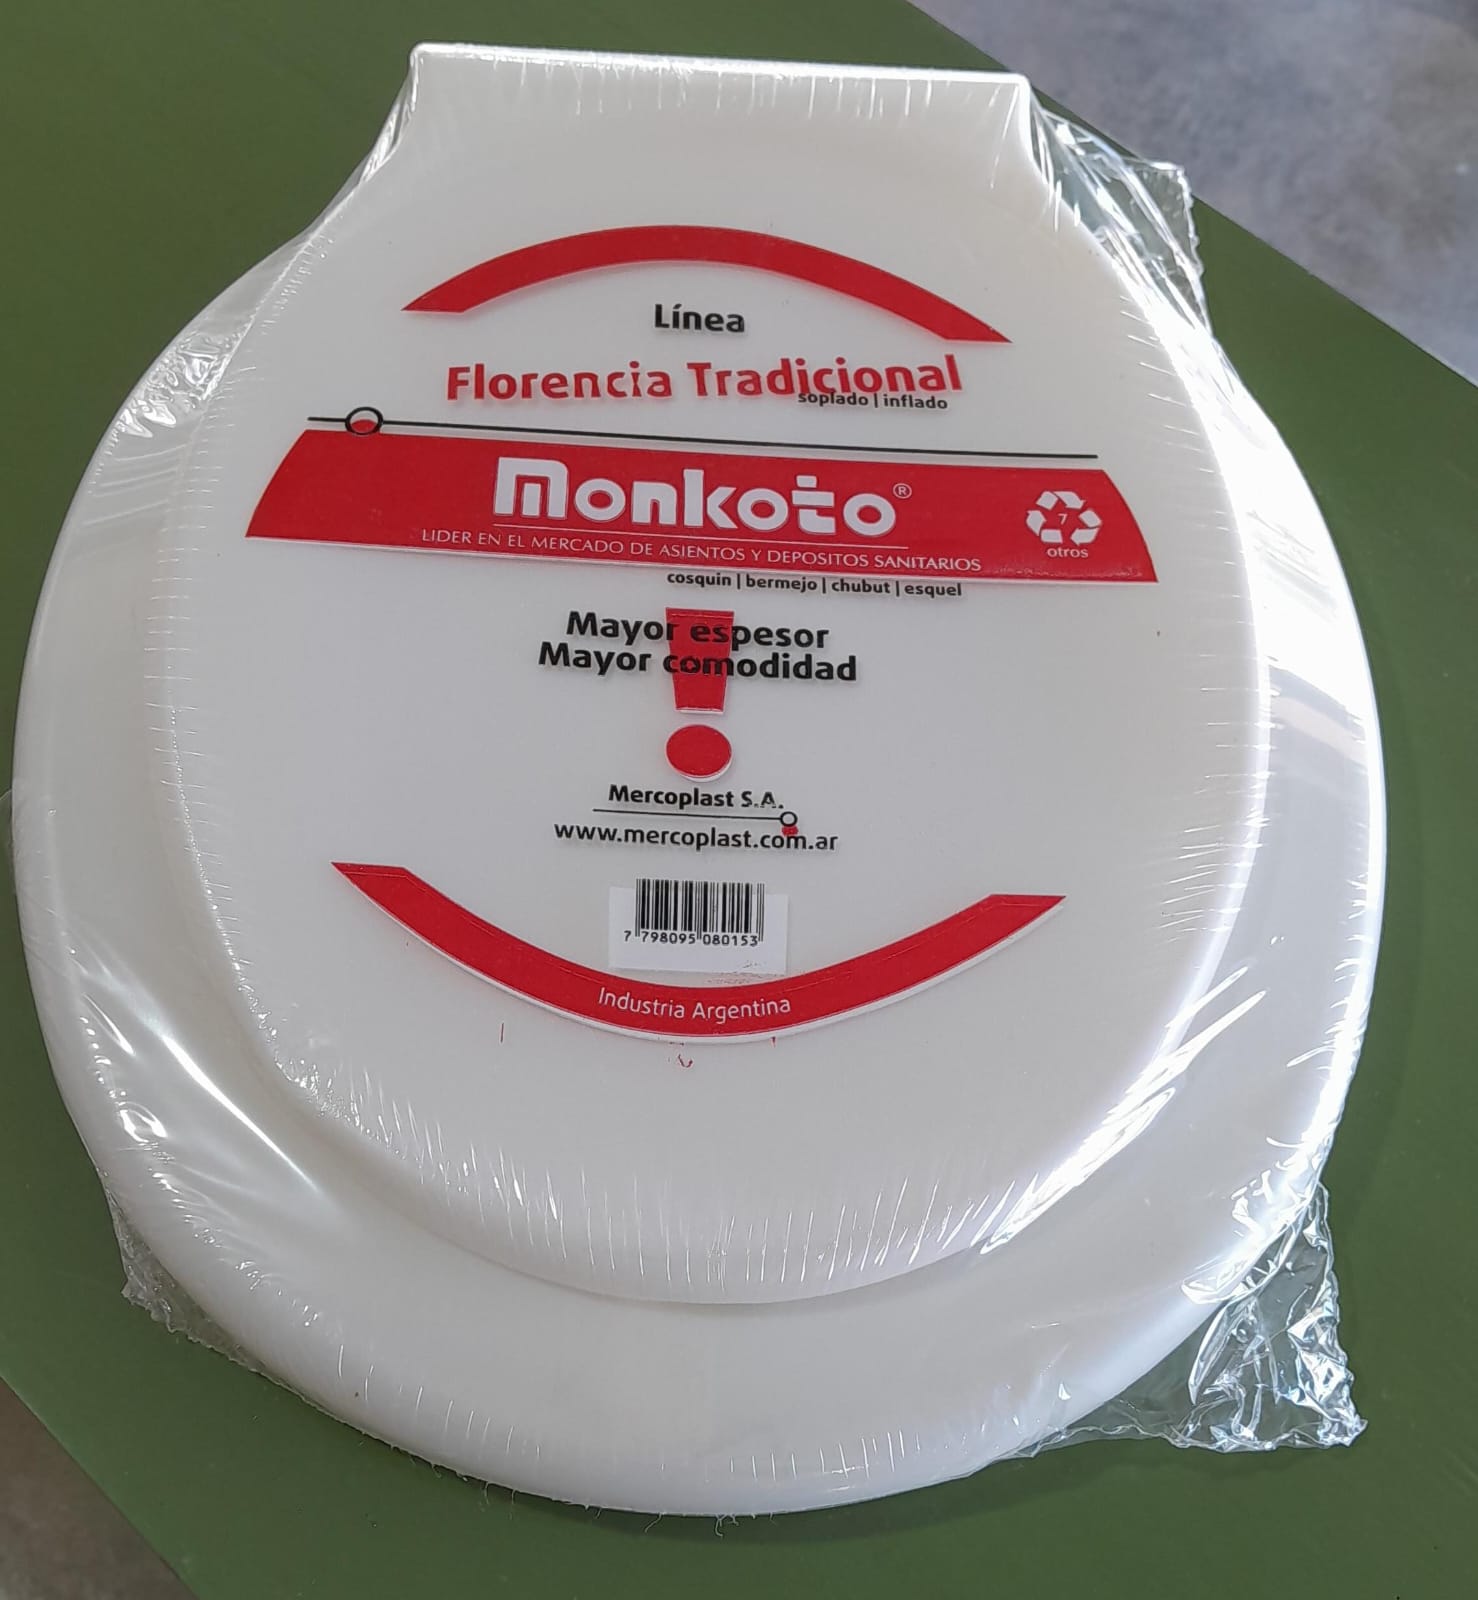 Línea
Florencia Tradicional
soplado | inflado
monkoto®
LIDER EN EL MERCADO DE ASIENTOS Y DEPOSITOS SANITARIOS
7
otros
cosquin | bermejo | chubut | esquel
Mayor espesor
Mayor comodidad
Mercoplast S.A.
www.mercoplast.com.ar
7 798095 080153
Industria Argentina